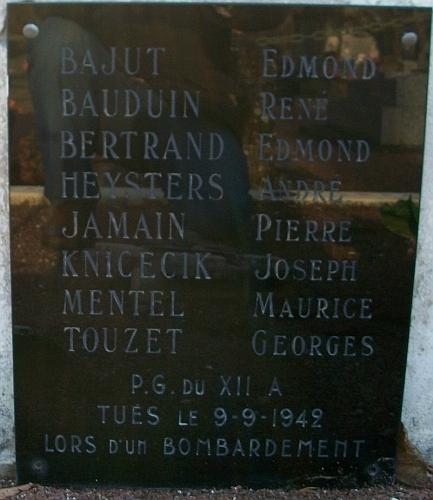 BAJUT EDMOND
BAUDUIN RENÉ
BERTRAND EDMOND
HEYSTERS ANDRÉ
JAMAIN PIERRE
KNICECIK JOSEPH
MENTEL MAURICE
TOUZET GEORGES
P.G. DU XII A
TUÉS LE 9-9-1942
LORS D'UN BOMBARDEMENT